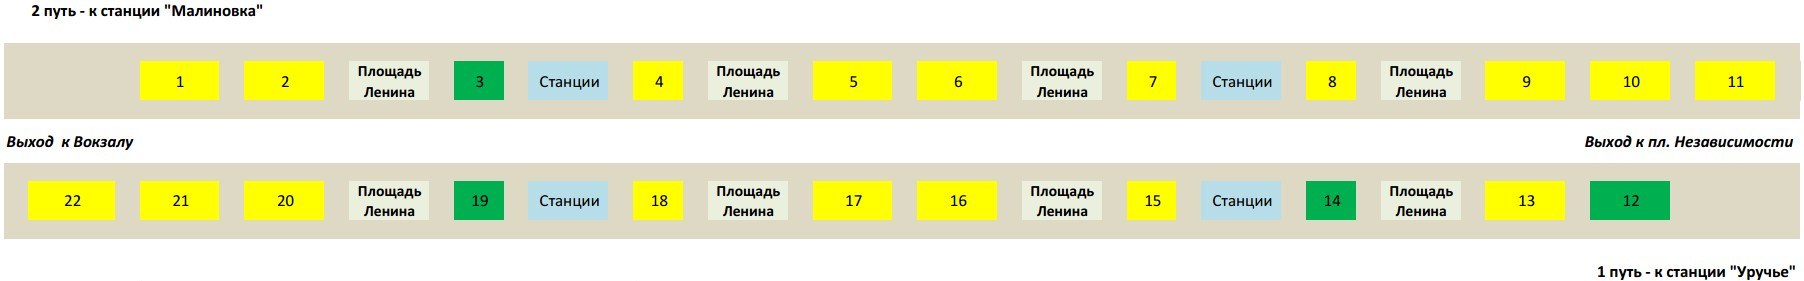 2 путь - к станции "Малиновка"
1 2 Площадь Ленина 3 Станции 4 Площадь Ленина 5 6 Площадь Ленина 7 Станции 8 Площадь Ленина 9 10 11
Выход к Вокзалу Выход к пл. Независимости
22 21 20 Площадь Ленина 19 Станции 18 Площадь Ленина 17 16 Площадь Ленина 15 Станции 14 Площадь Ленина 13 12
1 путь - к станции "Уручье"